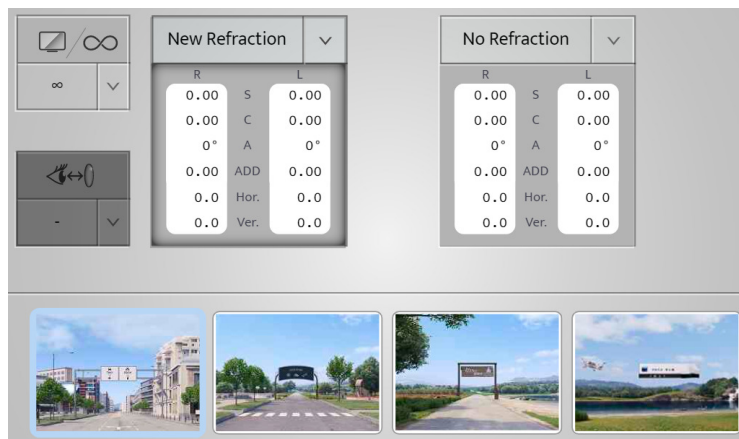 ∞
∞
New Refraction
R L
0.00 S 0.00
0.00 C 0.00
0° A 0°
0.00 ADD 0.00
0.0 Hor. 0.0
0.0 Ver. 0.0
-
No Refraction
R L
0.00 S 0.00
0.00 C 0.00
0° A 0°
0.00 ADD 0.00
0.0 Hor. 0.0
0.0 Ver. 0.0